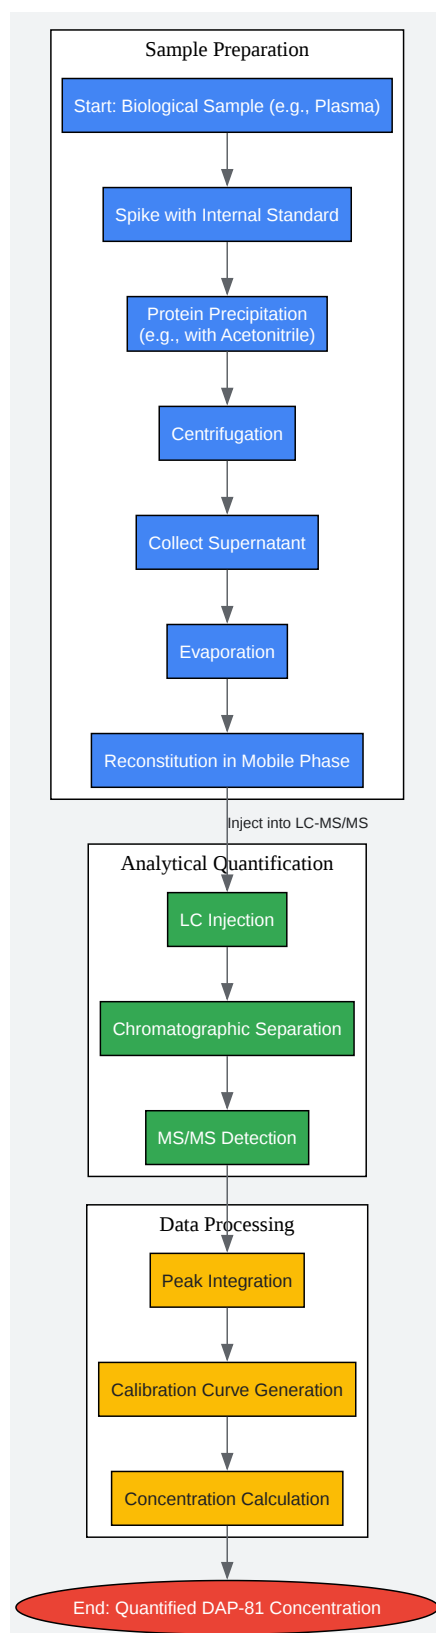 Sample Preparation
Start: Biological Sample (e.g., Plasma)
Spike with Internal Standard
Protein Precipitation
(e.g., with Acetonitrile)
Centrifugation
Collect Supernatant
Evaporation
Reconstitution in Mobile Phase
Inject into LC-MS/MS
Analytical Quantification
LC Injection
Chromatographic Separation
MS/MS Detection
Data Processing
Peak Integration
Calibration Curve Generation
Concentration Calculation
End: Quantified DAP-81 Concentration